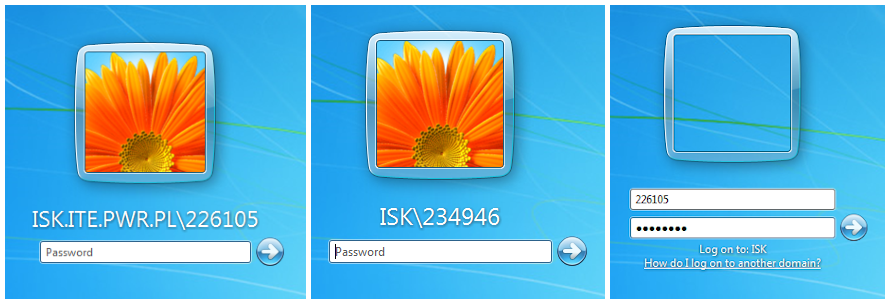 ISK.ITE.PWR.PL\226105
Password
ISK\234946
Password
226105
●●●●●●●●
Log on to: ISK
How do I log on to another domain?